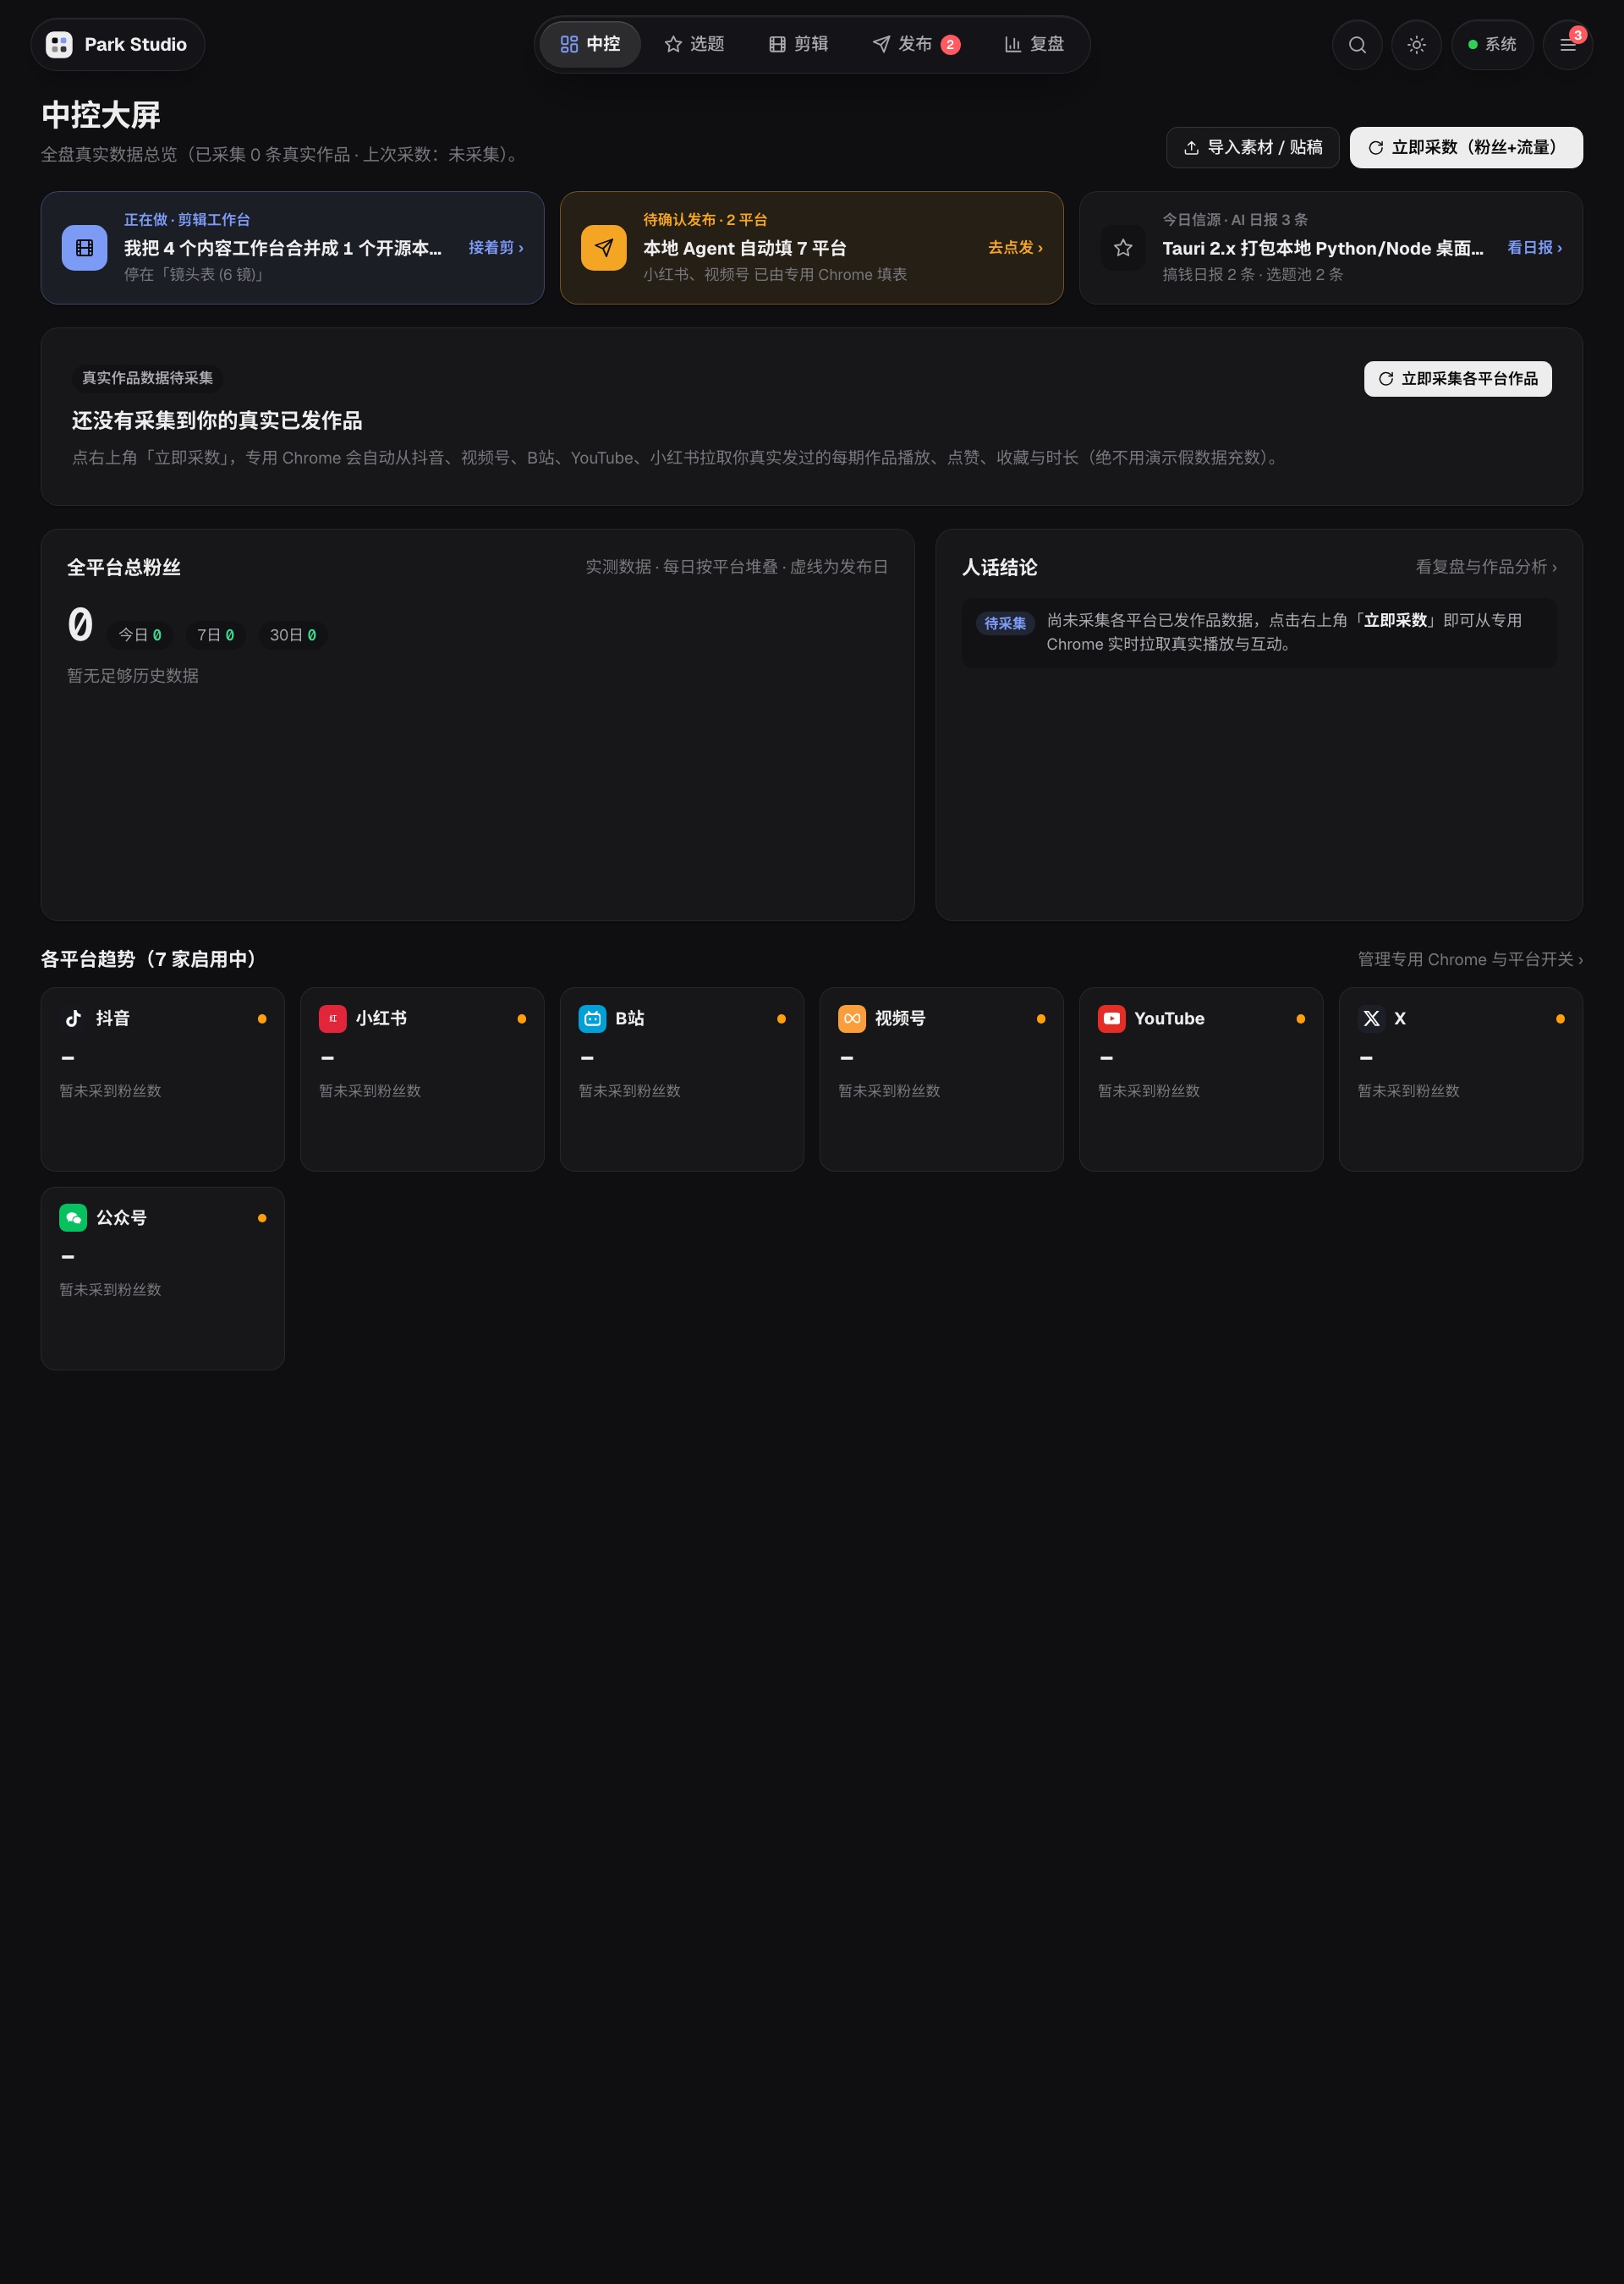 Park Studio
中控
选题
剪辑
发布 2
复盘
系统
3
中控大屏
全盘真实数据总览（已采集 0 条真实作品 · 上次采数：未采集）。
导入素材 / 贴稿
立即采数（粉丝+流量）
正在做 · 剪辑工作台
我把 4 个内容工作台合并成 1 个开源本...
接着剪 ›
停在「镜头表 (6 镜)」
待确认发布 · 2 平台
本地 Agent 自动填 7 平台
去点发 ›
小红书、视频号 已由专用 Chrome 填表
今日信源 · AI 日报 3 条
Tauri 2.x 打包本地 Python/Node 桌面...
看日报 ›
搞钱日报 2 条 · 选题池 2 条
真实作品数据待采集
立即采集各平台作品
还没有采集到你的真实已发作品
点右上角「立即采数」，专用 Chrome 会自动从抖音、视频号、B站、YouTube、小红书拉取你真实发过的每期作品播放、点赞、收藏与时长（绝不用演示假数据充数）。
全平台总粉丝
实测数据 · 每日按平台堆叠 · 虚线为发布日
0
今日 0
7日 0
30日 0
暂无足够历史数据
人话结论
看复盘与作品分析 ›
待采集
尚未采集各平台已发作品数据，点击右上角「立即采数」即可从专用
Chrome 实时拉取真实播放与互动。
各平台趋势（7 家启用中）
管理专用 Chrome 与平台开关 ›
抖音
–
暂未采到粉丝数
红
小红书
–
暂未采到粉丝数
B站
–
暂未采到粉丝数
视频号
–
暂未采到粉丝数
YouTube
–
暂未采到粉丝数
X
–
暂未采到粉丝数
公众号
–
暂未采到粉丝数